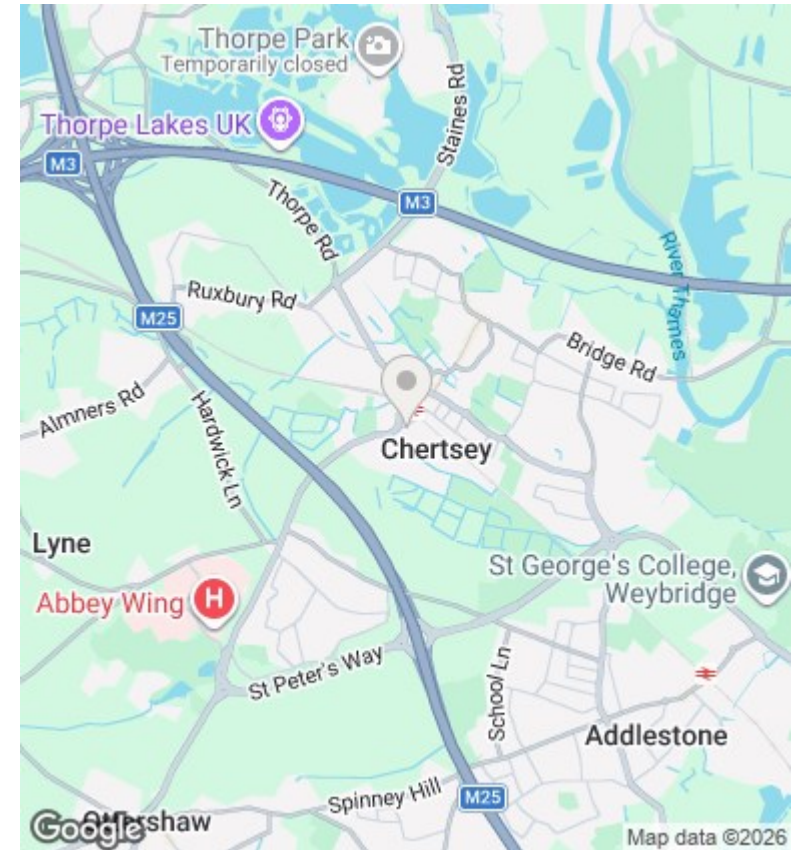 Thorpe Park
Temporarily closed
Thorpe Lakes UK
Staines Rd
M3
Thorpe Rd
M3
River Thames
Ruxbury Rd
M25
Bridge Rd
Almners Rd
Hardwick Ln
Chertsey
Lyne
St George's College,
Weybridge
Abbey Wing
H
St Peter's Way
School Ln
Addlestone
Spinney Hill
M25
Ottershaw
Google
Map data ©2026